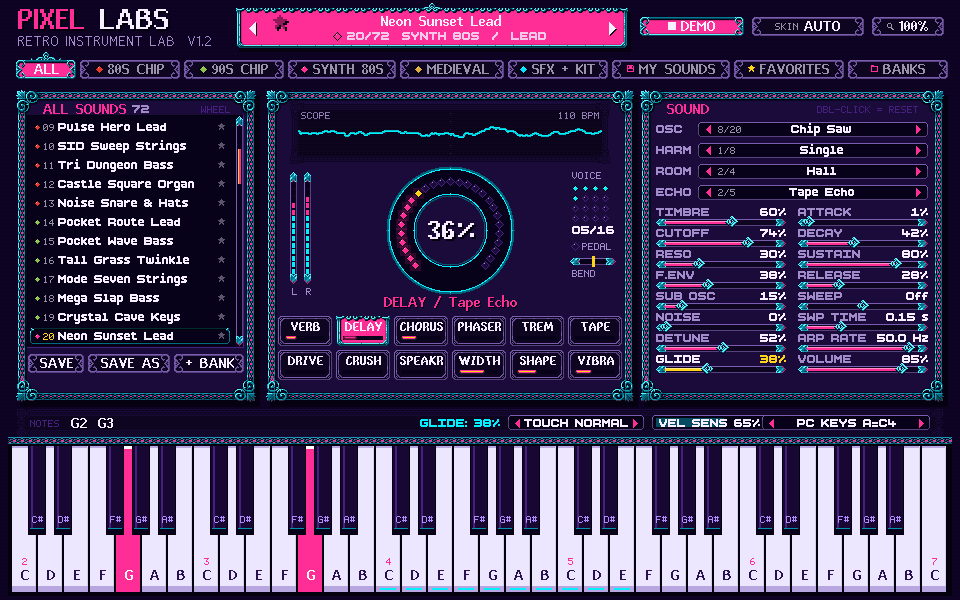 PIXEL LABS
RETRO INSTRUMENT LAB V1.2
Neon Sunset Lead
20/72 SYNTH 80S / LEAD
DEMO
SKIN AUTO
100%
ALL
80S CHIP
90S CHIP
SYNTH 80S
MEDIEVAL
SFX + KIT
MY SOUNDS
FAVORITES
BANKS
ALL SOUNDS 72
WHEEL
09 Pulse Hero Lead
10 SID Sweep Strings
11 Tri Dungeon Bass
12 Castle Square Organ
13 Noise Snare & Hats
14 Pocket Route Lead
15 Pocket Wave Bass
16 Tall Grass Twinkle
17 Mode Seven Strings
18 Mega Slap Bass
19 Crystal Cave Keys
20 Neon Sunset Lead
SAVE
SAVE AS
+ BANK
SCOPE
110 BPM
L R
36%
VOICE
05/16
PEDAL
BEND
DELAY / Tape Echo
VERB DELAY CHORUS PHASER TREM TAPE
DRIVE CRUSH SPEAKR WIDTH SHAPE VIBRA
SOUND
DBL-CLICK = RESET
OSC 8/20 Chip Saw
HARM 1/8 Single
ROOM 2/4 Hall
ECHO 2/5 Tape Echo
TIMBRE 60% ATTACK 1%
CUTOFF 74% DECAY 42%
RESO 30% SUSTAIN 80%
F.ENV 38% RELEASE 28%
SUB OSC 15% SWEEP Off
NOISE 0% SWP TIME 0.15 s
DETUNE 52% ARP RATE 50.0 Hz
GLIDE 38% VOLUME 85%
NOTES G2 G3
GLIDE: 38%
TOUCH NORMAL
VEL SENS 65%
PC KEYS A=C4
C# D# F# G# A# C# D# F# G# A# C# D# F# G# A# C# D# F# G# A# C# D# F# G# A#
2 3 4 5 6 7
C D E F G A B C D E F G A B C D E F G A B C D E F G A B C D E F G A B C